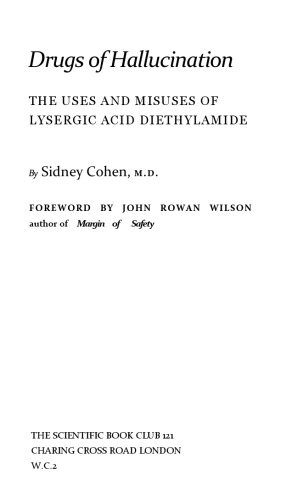 Drugs of Hallucination
THE USES AND MISUSES OF
LYSERGIC ACID DIETHYLAMIDE
By Sidney Cohen, M.D.
FOREWORD BY JOHN ROWAN WILSON
author of Margin of Safety
THE SCIENTIFIC BOOK CLUB 121
CHARING CROSS ROAD LONDON
W.C.2